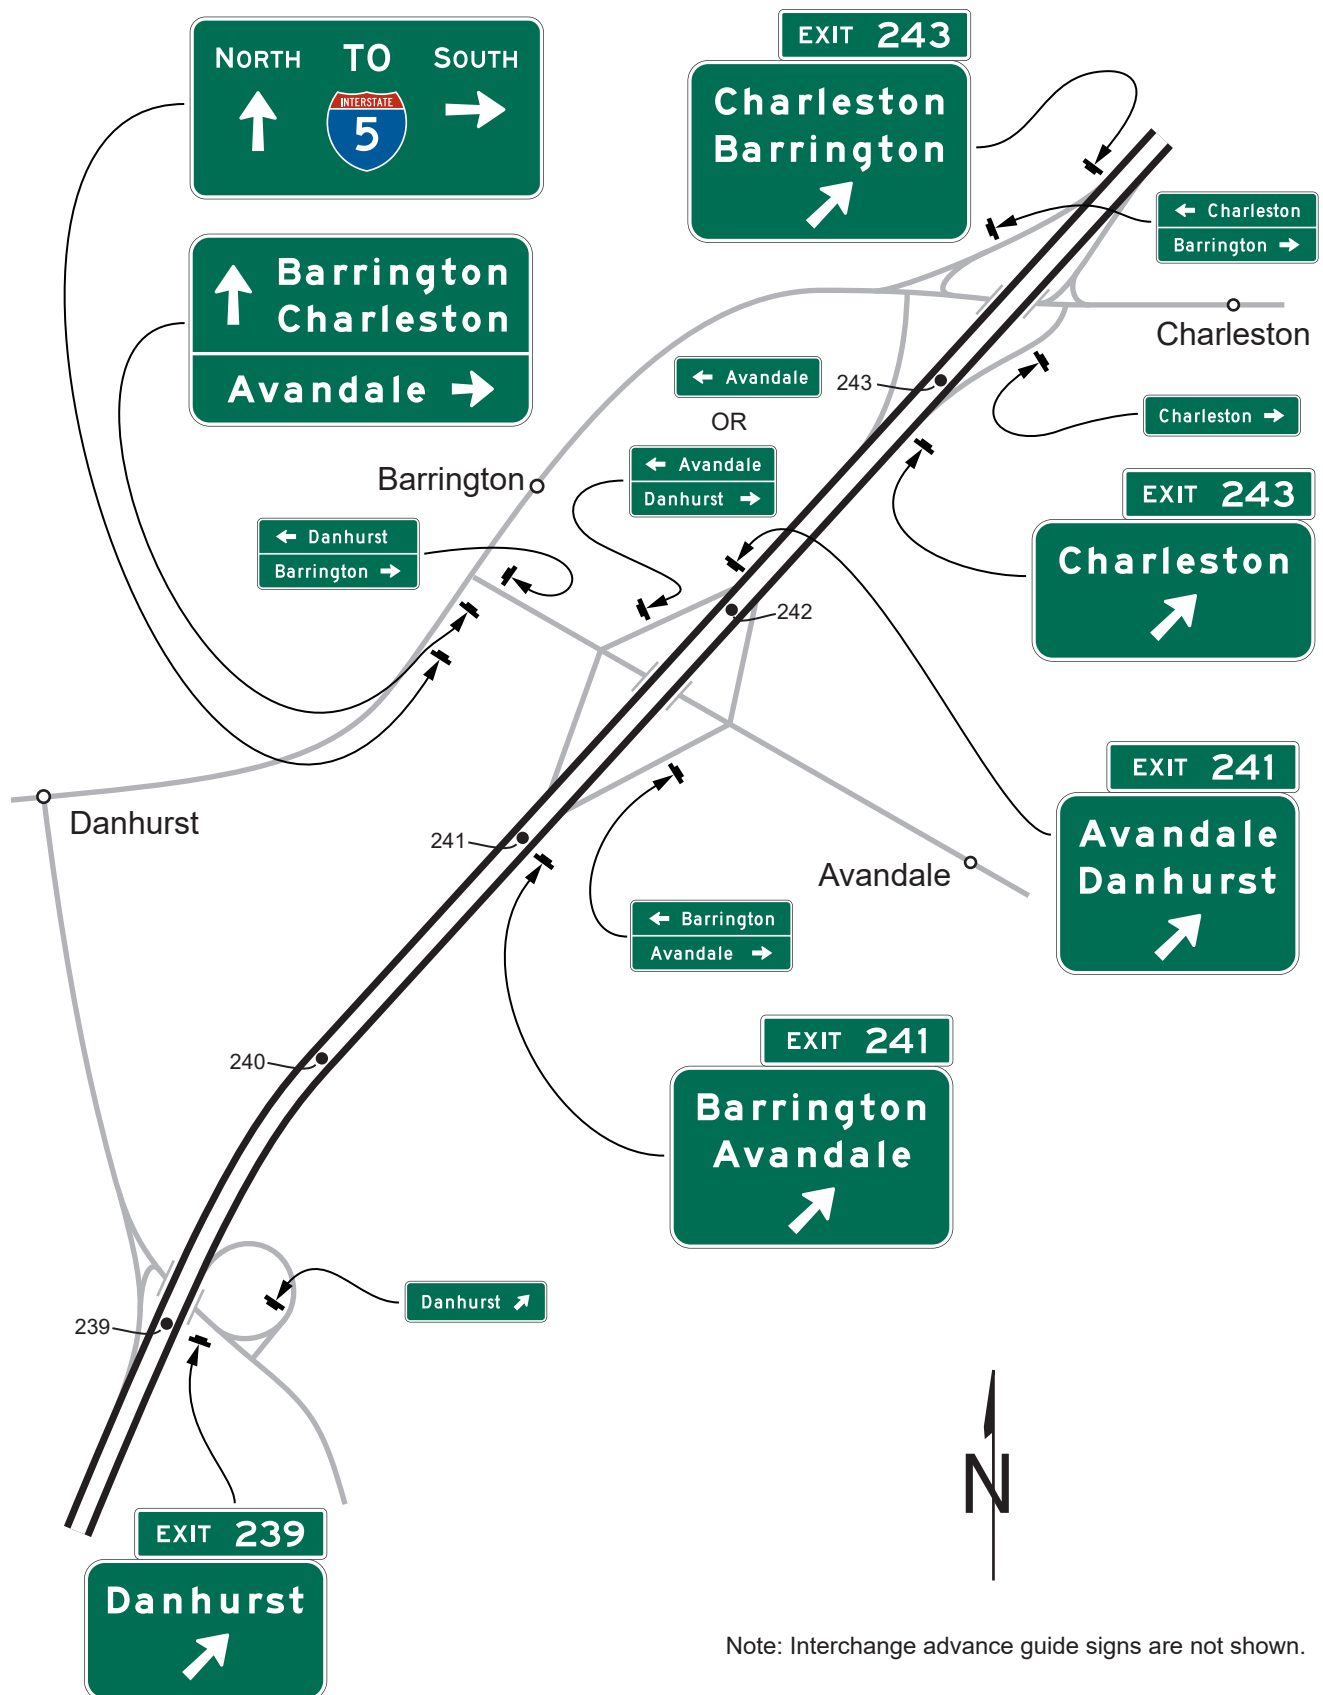 NORTH TO SOUTH
INTERSTATE
5
Barrington
Charleston
Avandale
EXIT 243
Charleston
Barrington
Charleston
Barrington
Charleston
Avandale
OR
Avandale
Danhurst
243
Charleston
Barrington
Danhurst
Barrington
EXIT 243
Charleston
242
Danhurst
241
Avandale
EXIT 241
Avandale
Danhurst
Barrington
Avandale
240
EXIT 241
Barrington
Avandale
Danhurst
239
N
EXIT 239
Danhurst
Note: Interchange advance guide signs are not shown.